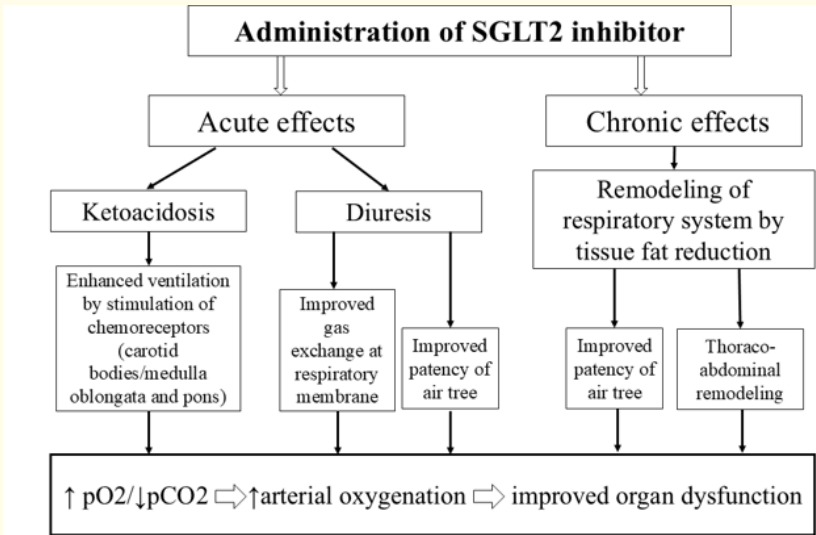 Administration of SGLT2 inhibitor
Acute effects
Chronic effects
Ketoacidosis
Diuresis
Remodeling of
respiratory system by
tissue fat reduction
Enhanced ventilation
by stimulation of
chemoreceptors
(carotid
bodies/medulla
oblongata and pons)
Improved
gas
exchange at
respiratory
membrane
Improved
patency of
air tree
Improved
patency of
air tree
Thoraco-
abdominal
remodeling
↑ pO2/↓pCO2 ⇨ ↑arterial oxygenation ⇨ improved organ dysfunction